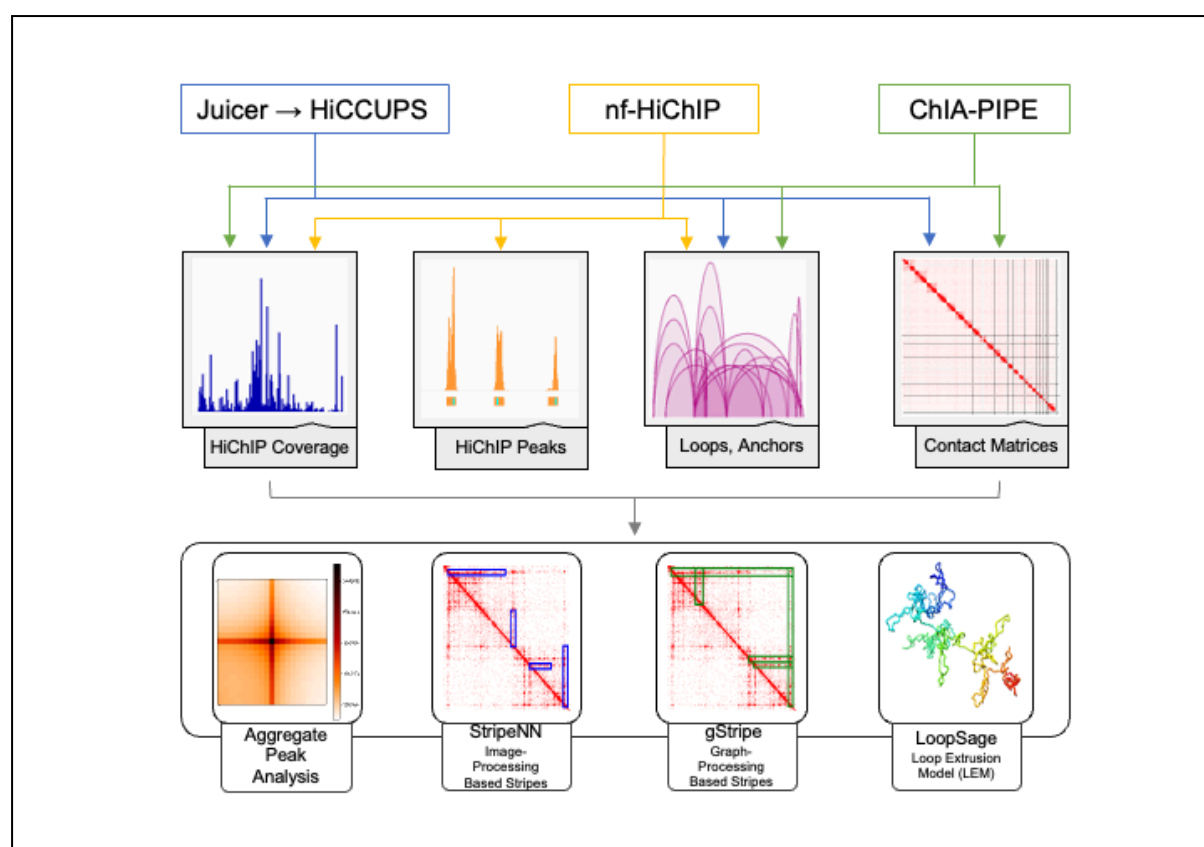 Juicer → HiCCUPS
nf-HiChIP
ChIA-PIPE
HiChIP Coverage
HiChIP Peaks
Loops, Anchors
Contact Matrices
Aggregate
Peak
Analysis
StripeNN
Image-
Processing
Based Stripes
gStripe
Graph-
Processing
Based Stripes
LoopSage
Loop Extrusion
Model (LEM)